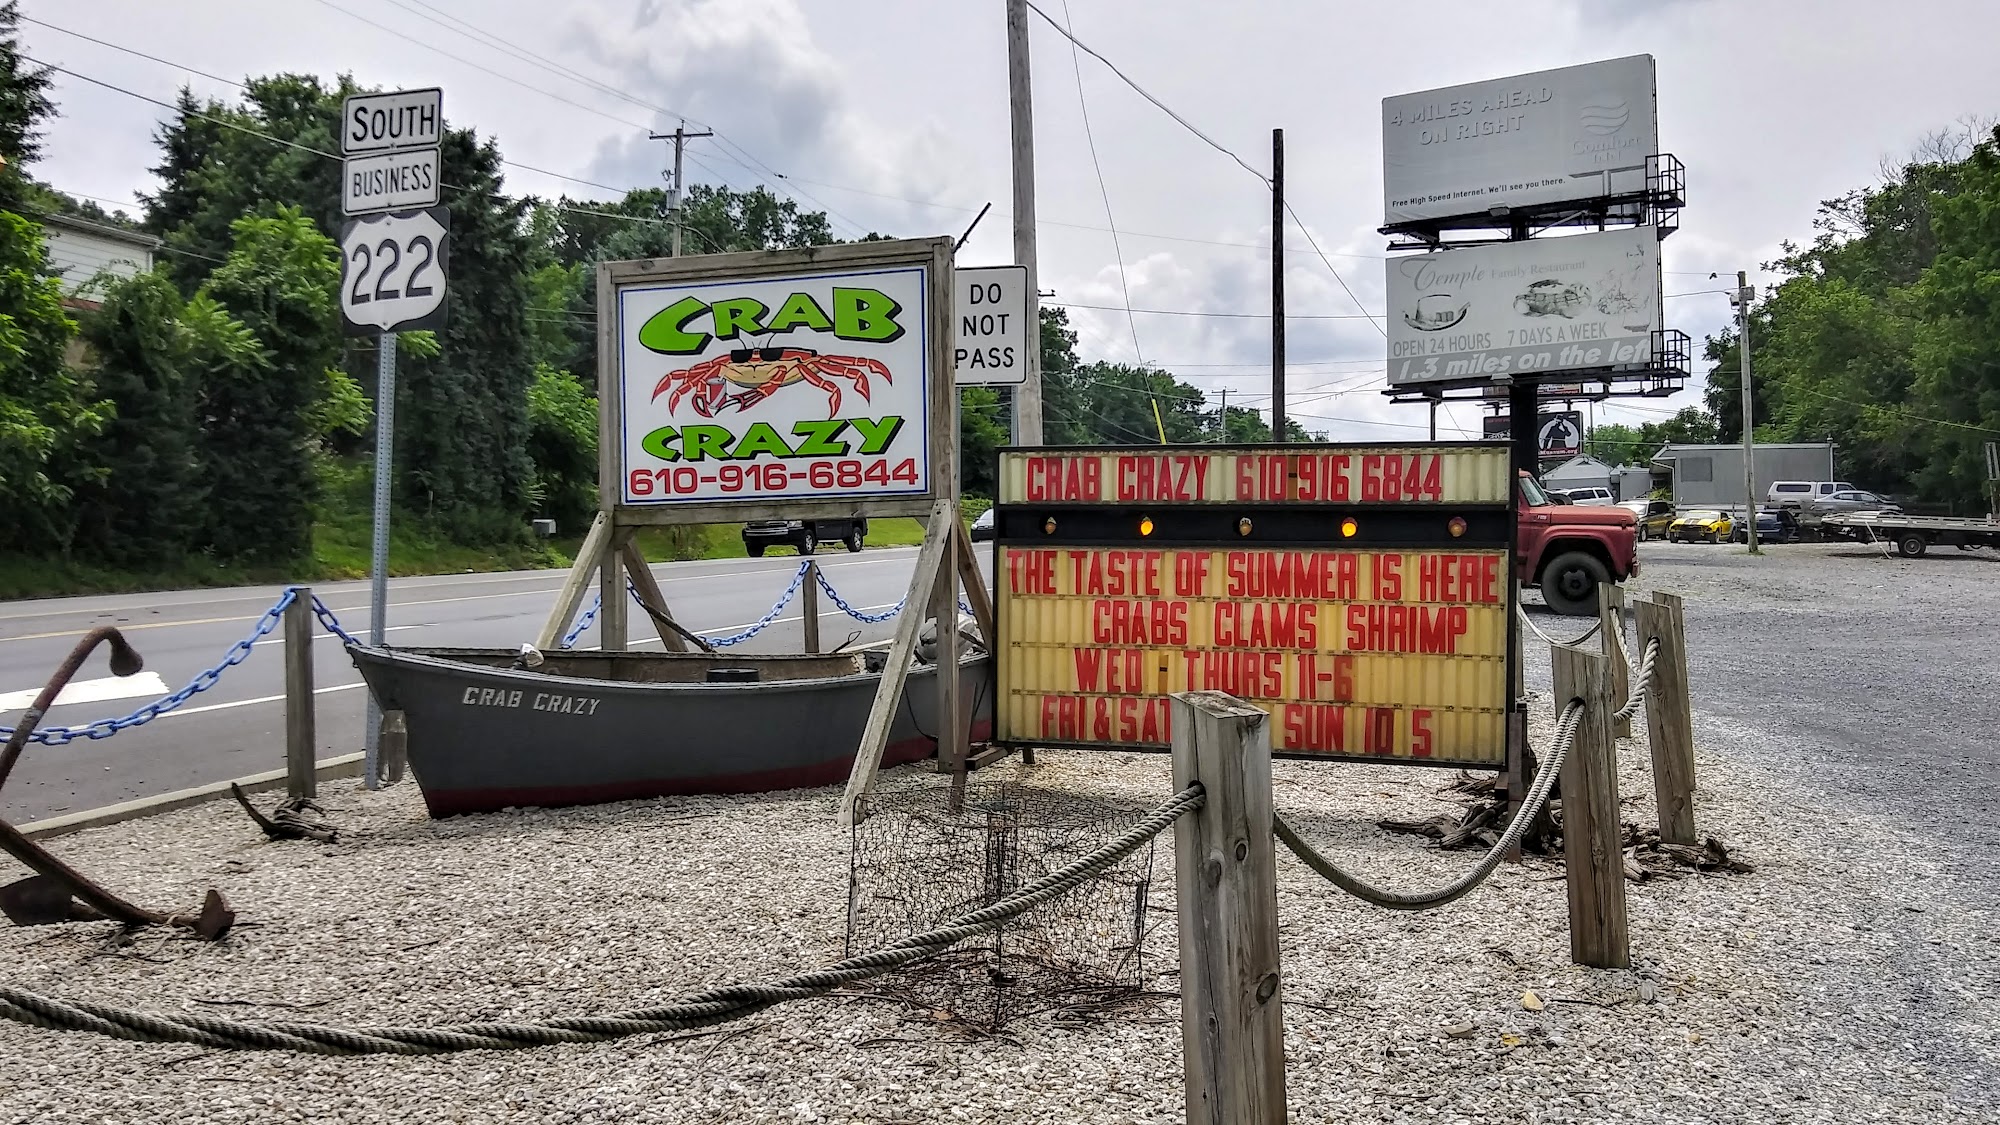 SOUTH
BUSINESS
222
CRAB
CRAZY
610-916-6844
DO
NOT
PASS
4 MILES AHEAD
ON RIGHT
Comfort
Free High Speed Internet. We'll see you there.
Temple Family Restaurant
OPEN 24 HOURS 7 DAYS A WEEK
1.3 miles on the left
CRAB CRAZY 610-916 6844
THE TASTE OF SUMMER IS HERE
CRABS CLAMS SHRIMP
WED - THURS 11-6
FRI & SAT SUN 10 5
CRAB CRAZY